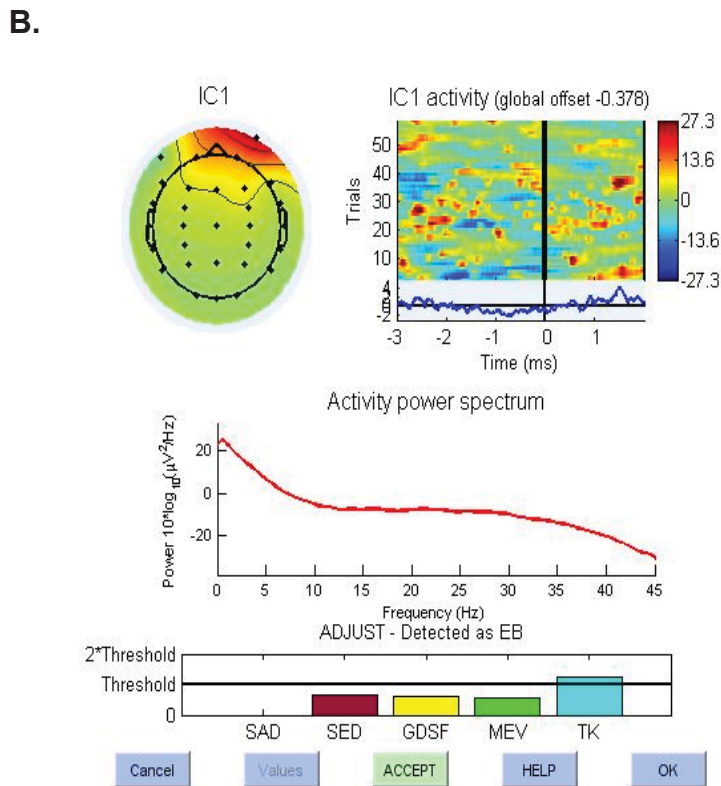 B.
IC1
IC1 activity (global offset -0.378)
Trials
50
40
30
20
10
27.3
13.6
0
-13.6
-27.3
4
2
0
-2
-3 -2 -1 0 1
Time (ms)
Activity power spectrum
Power 10*log10(μV2/Hz)
20
0
-20
0 5 10 15 20 25 30 35 40 45
Frequency (Hz)
ADJUST - Detected as EB
2*Threshold
Threshold
0
SAD SED GDSF MEV TK
Cancel Values ACCEPT HELP OK